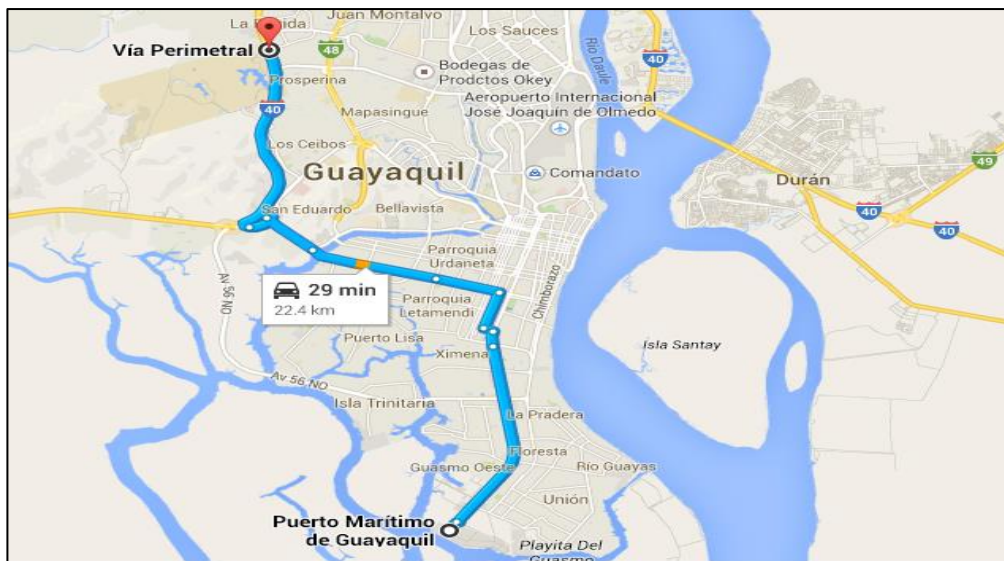 La Florida
Juan Montalvo
Los Sauces
Vía Perimetral
48
40
Bodegas de
Prodctos Okey
Río Daule
Prosperina
Aeropuerto Internacional
José Joaquín de Olmedo
40
Mapasingue
Los Ceibos
49
Guayaquil
Comandato
Durán
San Eduardo
Bellavista
40
40
Parroquia
Urdaneta
Av 56 NO
29 min
22.4 km
Parroquia
Letamendi
Chimborazo
Puerto Lisa
Ximena
Isla Santay
Av 56 NO
Isla Trinitaria
La Pradera
Floresta
Guasmo Oeste
Río Guayas
Unión
Puerto Marítimo
de Guayaquil
Playita Del
Guasmo